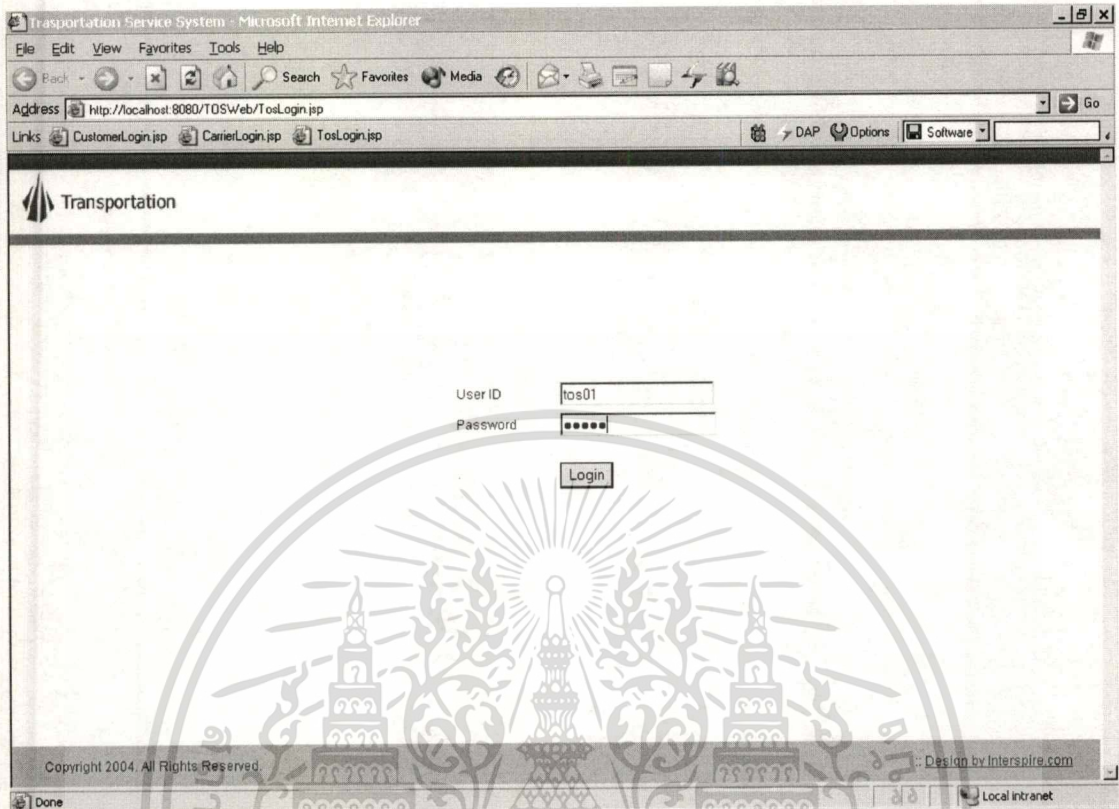 Trasportation Service System - Microsoft Internet Explorer
File Edit View Favorites Tools Help
Back Search Favorites Media
Address http://localhost:8080/TOSWeb/TosLogin.jsp Go
Links CustomerLogin.jsp CarrierLogin.jsp TosLogin.jsp DAP Options Software
Transportation
User ID tos01
Password •••••
Login
Copyright 2004. All Rights Reserved. :: Design by Interspire.com
Done Local intranet